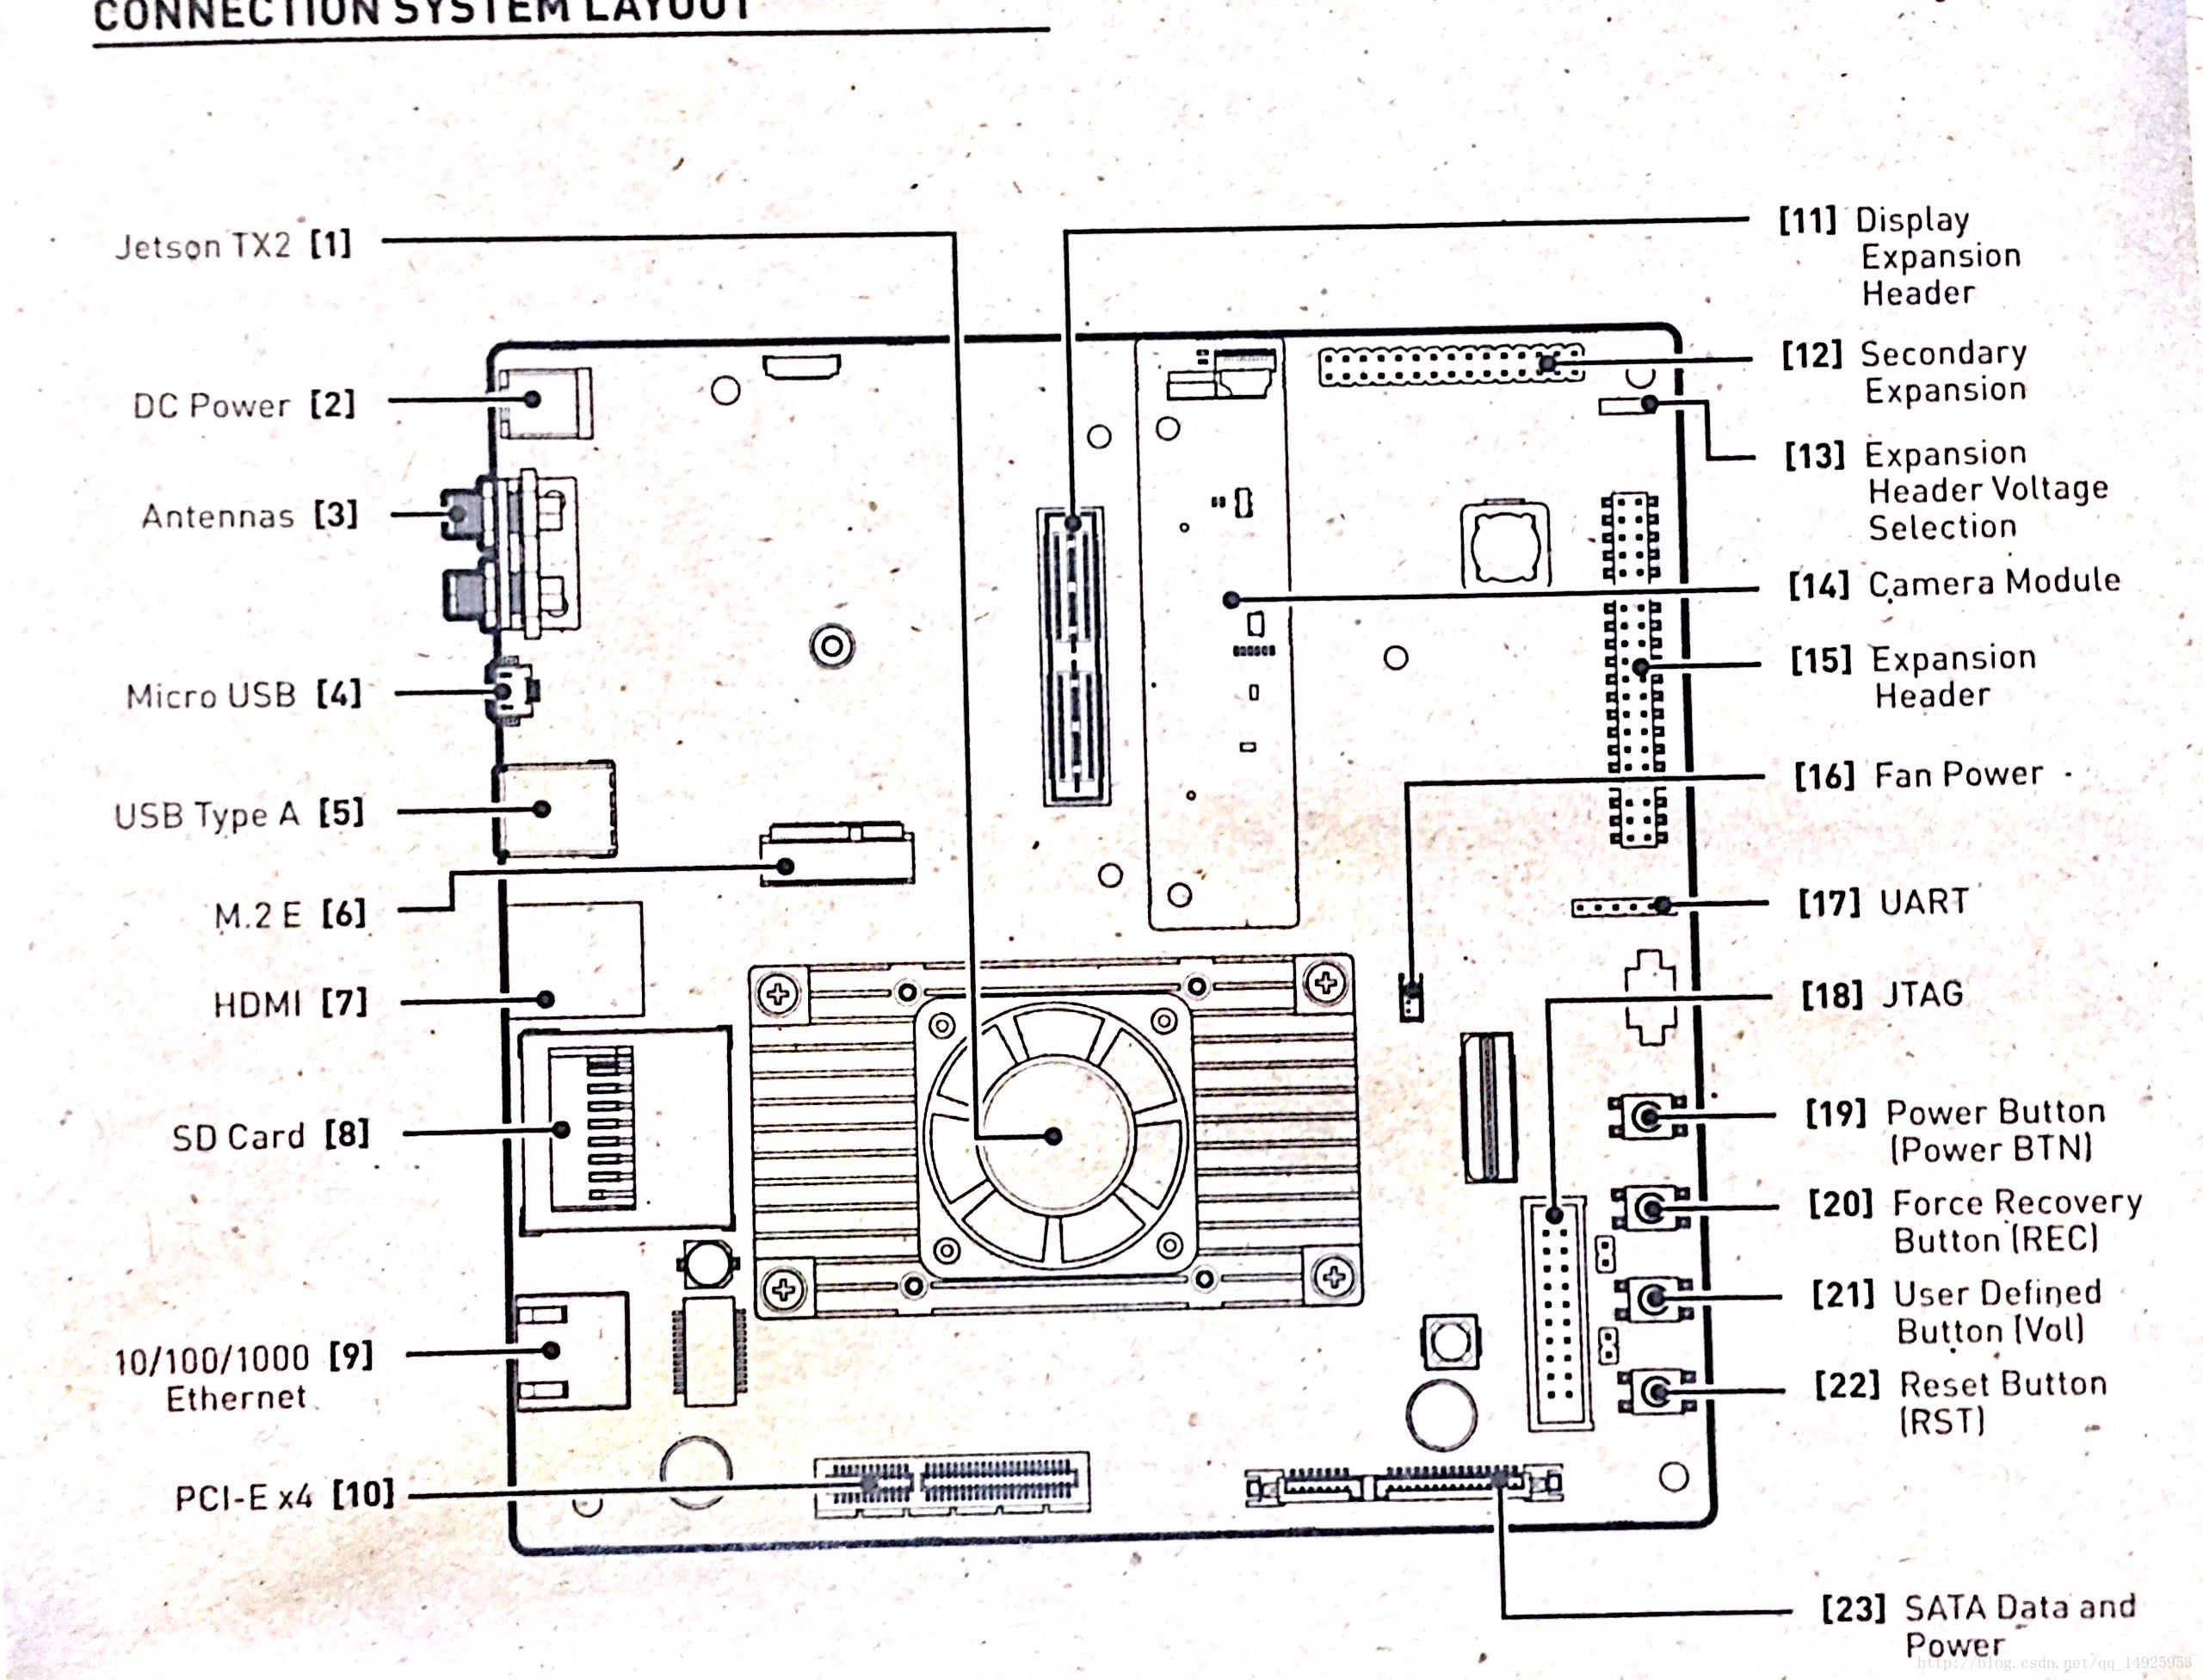 CONNECTION SYSTEM LAYOUT
Jetson TX2 [1]
DC Power [2]
Antennas [3]
Micro USB [4]
USB Type A [5]
M.2 E [6]
HDMI [7]
SD Card [8]
10/100/1000 [9]
Ethernet
PCI-E x4 [10]
[11] Display
Expansion
Header
[12] Secondary
Expansion
[13] Expansion
Header Voltage
Selection
[14] Camera Module
[15] Expansion
Header
[16] Fan Power
[17] UART
[18] JTAG
[19] Power Button
(Power BTN)
[20] Force Recovery
Button (REC)
[21] User Defined
Button (Vol)
[22] Reset Button
(RST)
[23] SATA Data and
Power
http://blog.csdn.net/qq_14925953